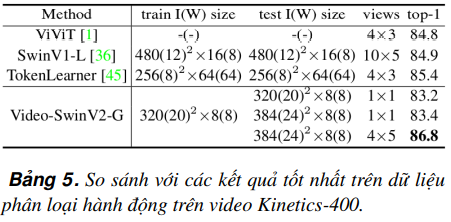 Method train I(W) size test I(W) size views top-1
ViViT [1] -(-) -(-) 4×3 84.8
SwinV1-L [36] 480(12)²×16(8) 480(12)²×16(8) 10×5 84.9
TokenLearner [45] 256(8)²×64(64) 256(8)²×64(64) 4×3 85.4
320(20)²×8(8) 1×1 83.2
Video-SwinV2-G 320(20)²×8(8) 384(24)²×8(8) 1×1 83.4
384(24)²×8(8) 4×5 86.8
Bảng 5. So sánh với các kết quả tốt nhất trên dữ liệu
phân loại hành động trên video Kinetics-400.